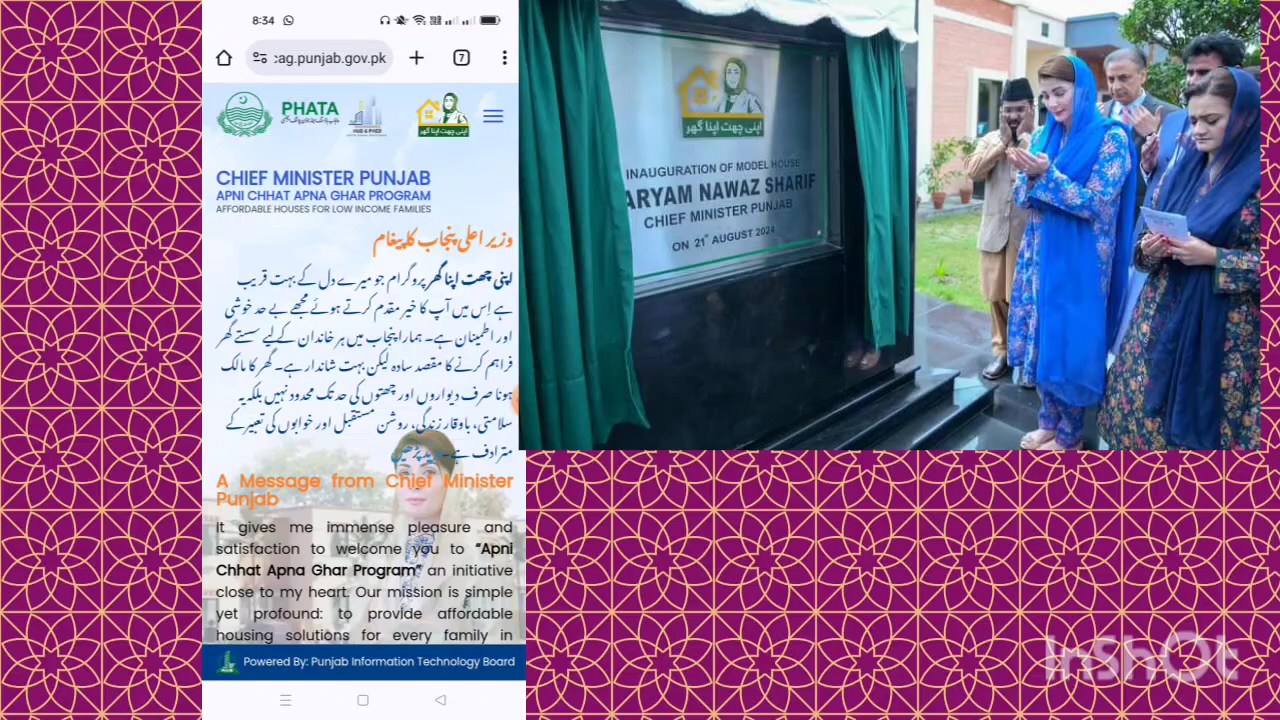 8:34
7
:ag.punjab.gov.pk
PHATA
HUD & PHED
اپنی چھت اپنا گھر
CHIEF MINISTER PUNJAB
APNI CHHAT APNA GHAR PROGRAM
AFFORDABLE HOUSES FOR LOW INCOME FAMILIES
وزیر اعلی پنجاب کا پیغام
اپنی چھت اپنا گھر پروگرام جو میرے دل کے بہت قریب
ہے اِس میں آپ کا خیر مقدم کرتے ہوئے مجھے بے حد خوشی
اور اطمینان ہے۔ ہمارا پنجاب میں ہر خاندان کے لیے سستے گھر
فراہم کرنے کا مقصد سادہ لیکن بہت شاندار ہے۔ گھر کا مالک
ہونا صرف دیواروں اور چھتوں کی حد تک محدود نہیں بلکہ یہ
سلامتی، باوقار زندگی، روشن مستقبل اور خوابوں کی تعبیر کے
مترادف ہے۔
A Message from Chief Minister
Punjab
It gives me immense pleasure and
satisfaction to welcome you to “Apni
Chhat Apna Ghar Program” an initiative
close to my heart. Our mission is simple
yet profound: to provide affordable
housing solutions for every family in
Powered By: Punjab Information Technology Board
اپنی چھت اپنا گھر
INAUGURATION OF MODEL HOUSE
ARYAM NAWAZ SHARIF
CHIEF MINISTER PUNJAB
ON 21st AUGUST 2024
InShOt